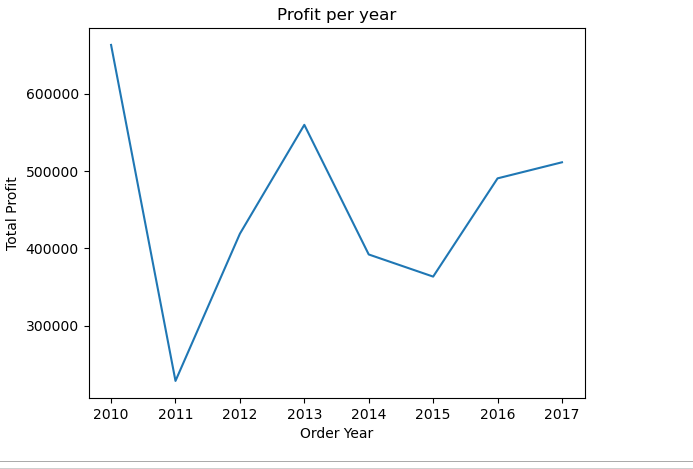 Profit per year
600000
500000
400000
300000
Total Profit
2010 2011 2012 2013 2014 2015 2016 2017
Order Year